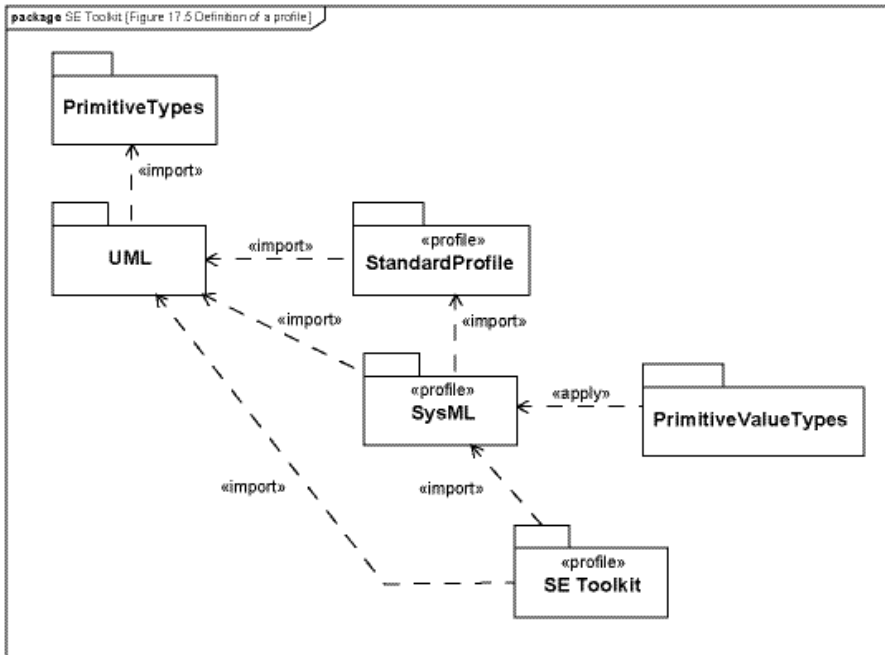 package SE Toolkit [Figure 17.5 Definition of a profile]
PrimitiveTypes
«import»
UML
«import»
«profile»
StandardProfile
«import»
«import»
«profile»
SysML
«apply»
PrimitiveValueTypes
«import»
«import»
«profile»
SE Toolkit